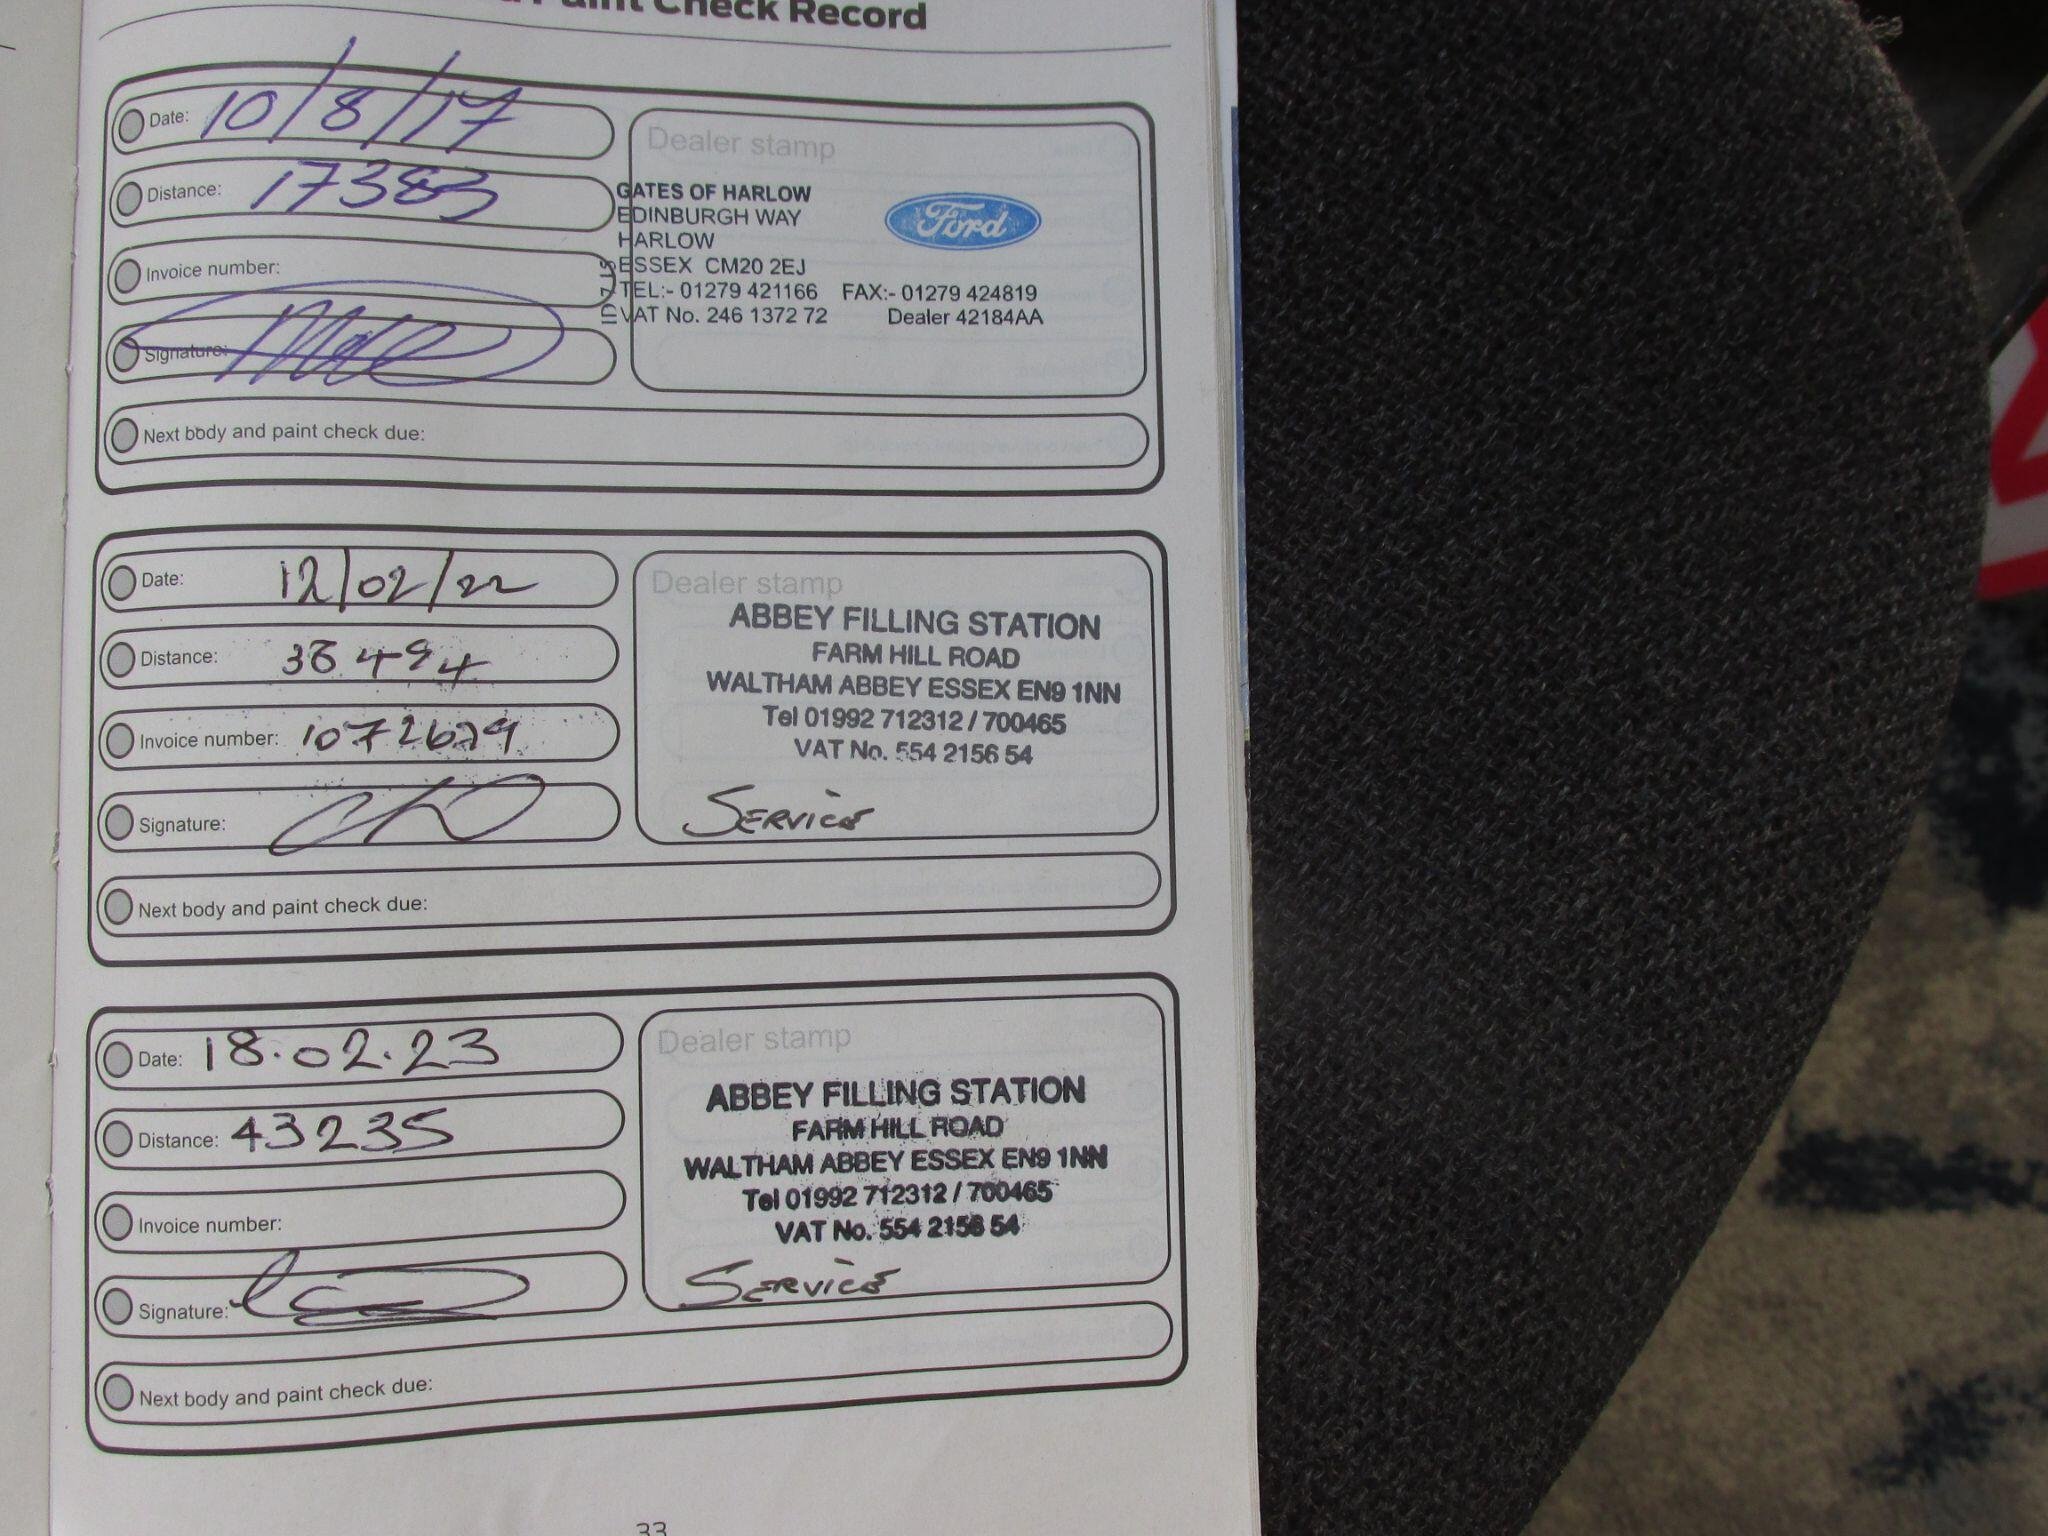 Paint Check Record
Date: 10/8/17
Distance: 17383
Invoice number:
Signature:
Next body and paint check due:
Dealer stamp
GATES OF HARLOW
EDINBURGH WAY
HARLOW
ESSEX CM20 2EJ
TEL:- 01279 421166 FAX:- 01279 424819
VAT No. 246 1372 72 Dealer 42184AA
ID 715
Ford
Date: 12/02/22
Distance: 38494
Invoice number: 1072679
Signature:
Next body and paint check due:
Dealer stamp
ABBEY FILLING STATION
FARM HILL ROAD
WALTHAM ABBEY ESSEX EN9 1NN
Tel 01992 712312 / 700465
VAT No. 554 2156 54
SERVICE
Date: 18.02.23
Distance: 43235
Invoice number:
Signature:
Next body and paint check due:
Dealer stamp
ABBEY FILLING STATION
FARM HILL ROAD
WALTHAM ABBEY ESSEX EN9 1NN
Tel 01992 712312 / 700465
VAT No. 554 2156 54
SERVICE
33